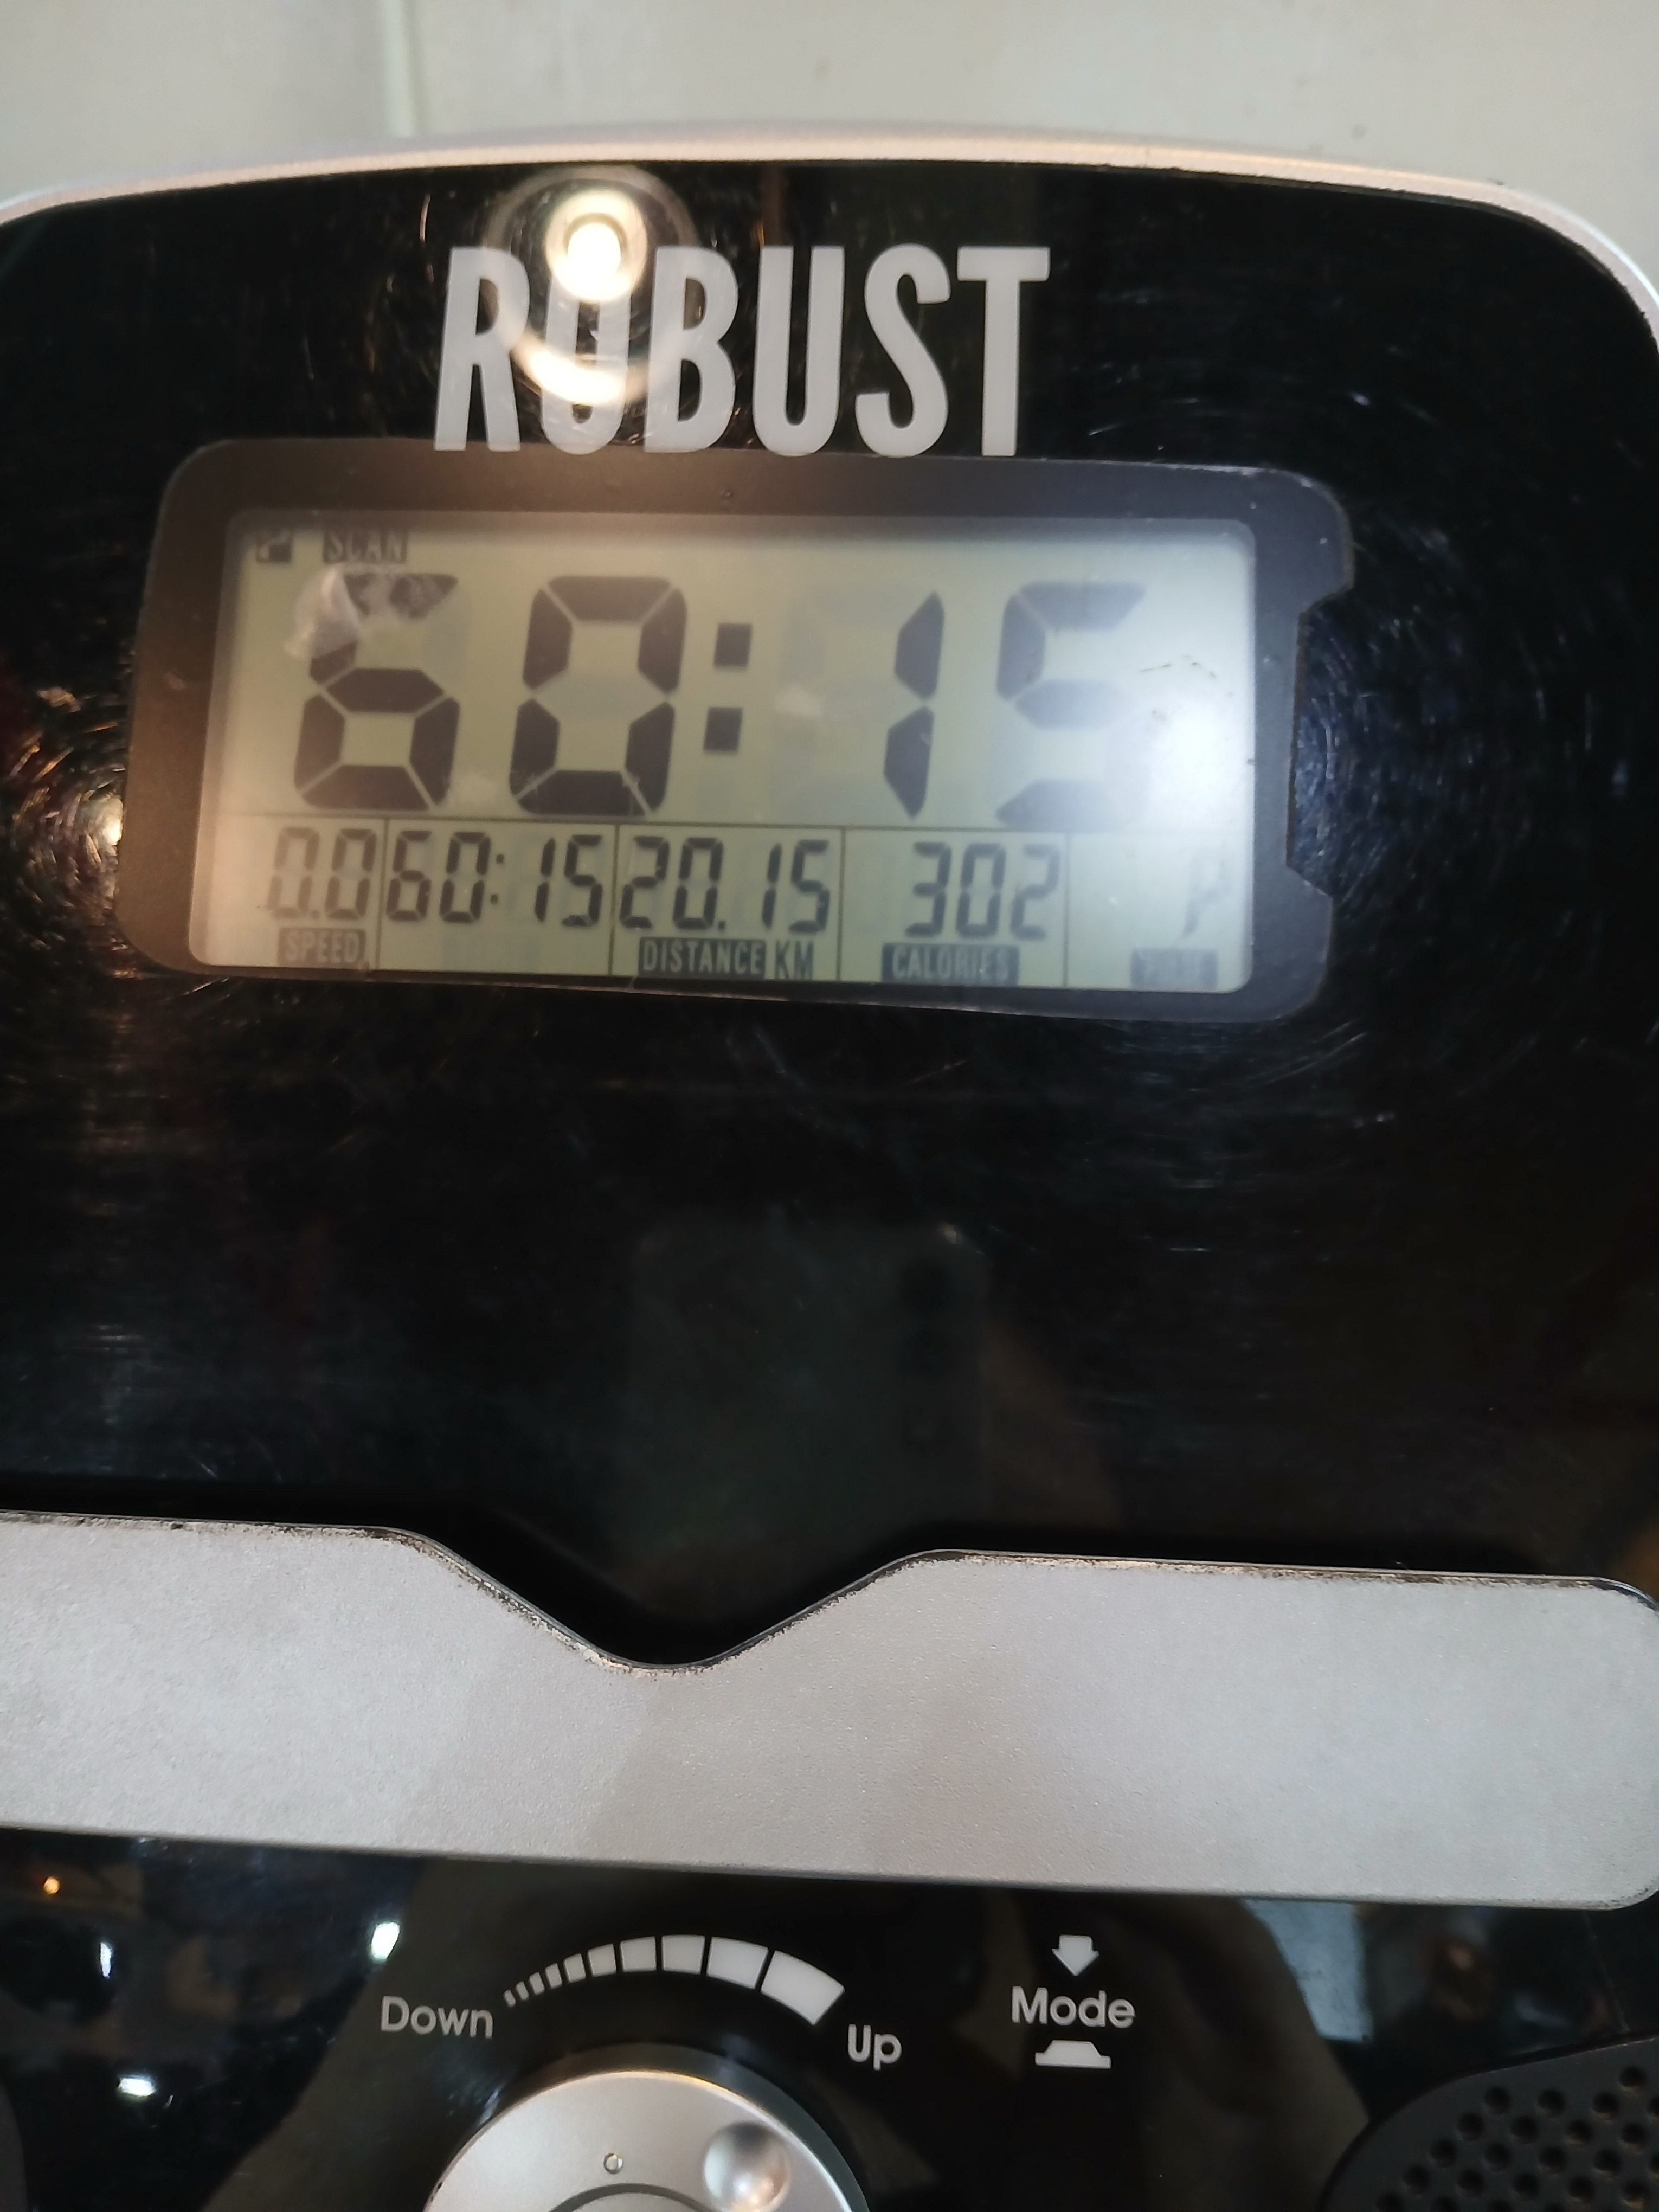 ROBUST
SCAN
60:15
0.0 60:15 20.15 302 P
SPEED DISTANCE KM CALORIES
Down Up Mode